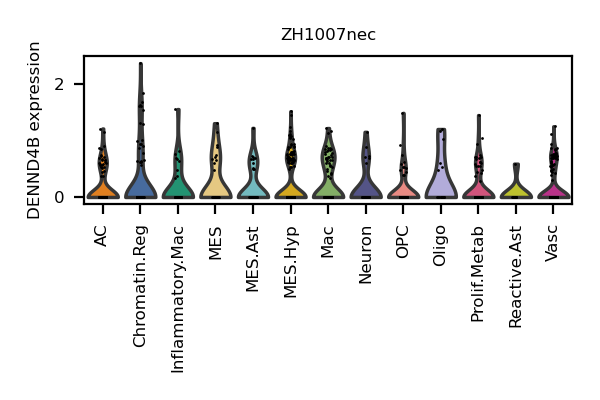 ZH1007nec
DENND4B expression
2
0
AC
Chromatin.Reg
Inflammatory.Mac
MES
MES.Ast
MES.Hyp
Mac
Neuron
OPC
Oligo
Prolif.Metab
Reactive.Ast
Vasc